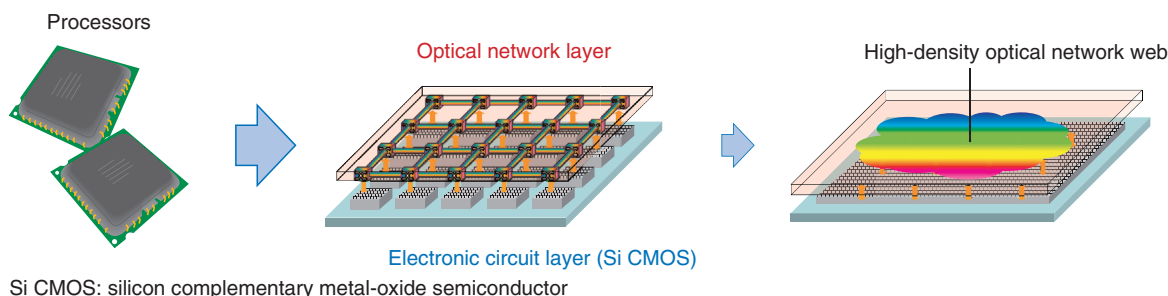 Processors
Optical network layer
High-density optical network web
Electronic circuit layer (Si CMOS)
Si CMOS: silicon complementary metal-oxide semiconductor